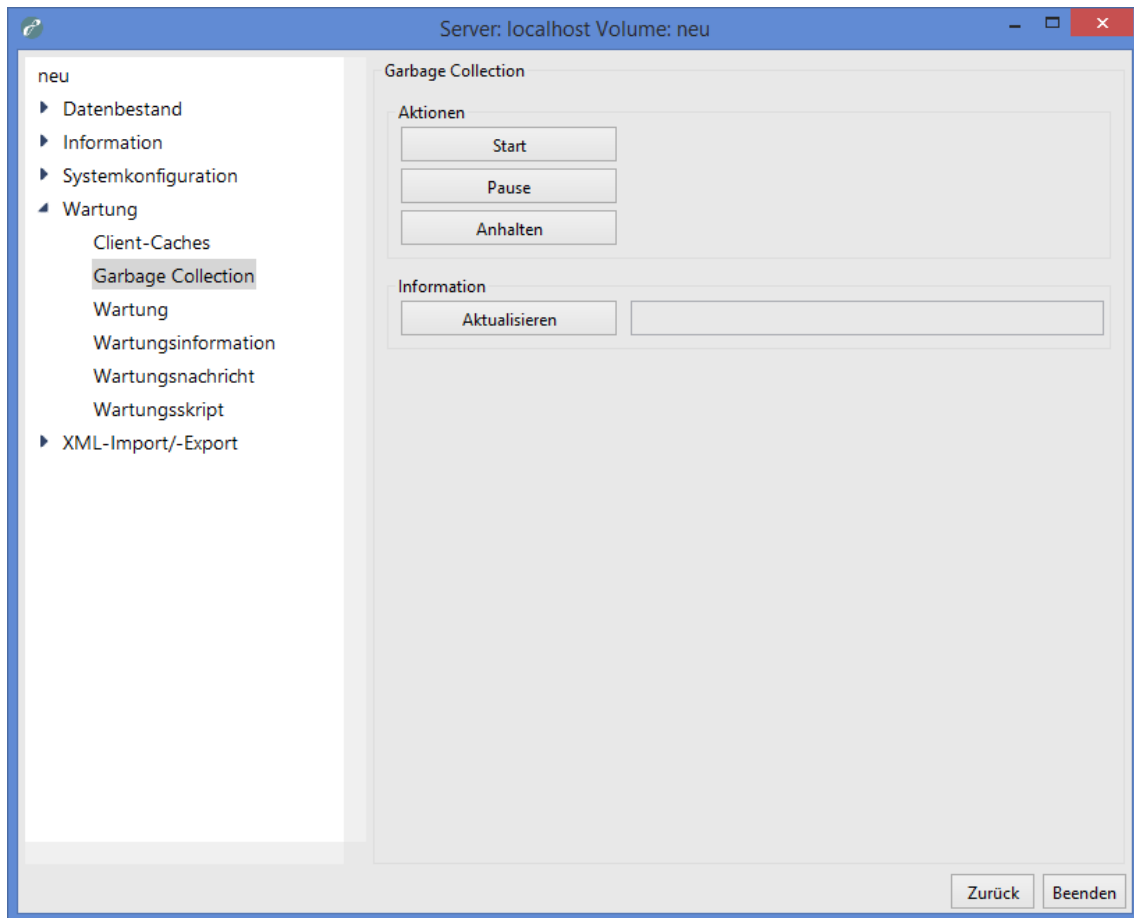 Server: localhost Volume: neu
neu
Datenbestand
Information
Systemkonfiguration
Wartung
Client-Caches
Garbage Collection
Wartung
Wartungsinformation
Wartungsnachricht
Wartungsskript
XML-Import/-Export
Garbage Collection
Aktionen
Start
Pause
Anhalten
Information
Aktualisieren
Zurück
Beenden